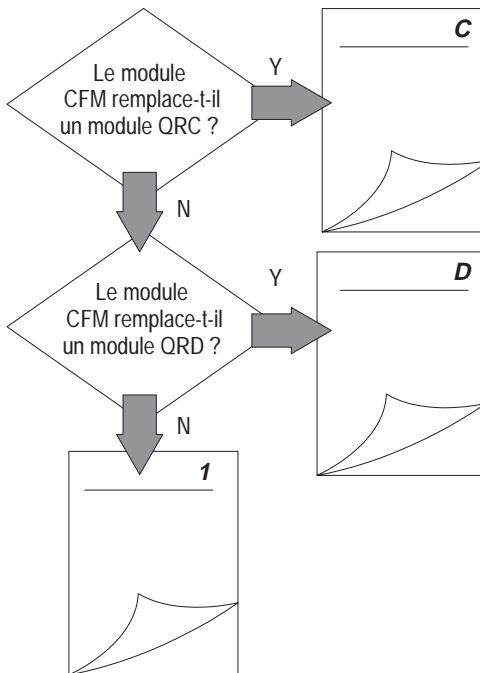 C
Le module
CFM remplace-t-il
un module QRC ?
Y
N
D
Le module
CFM remplace-t-il
un module QRD ?
Y
N
1